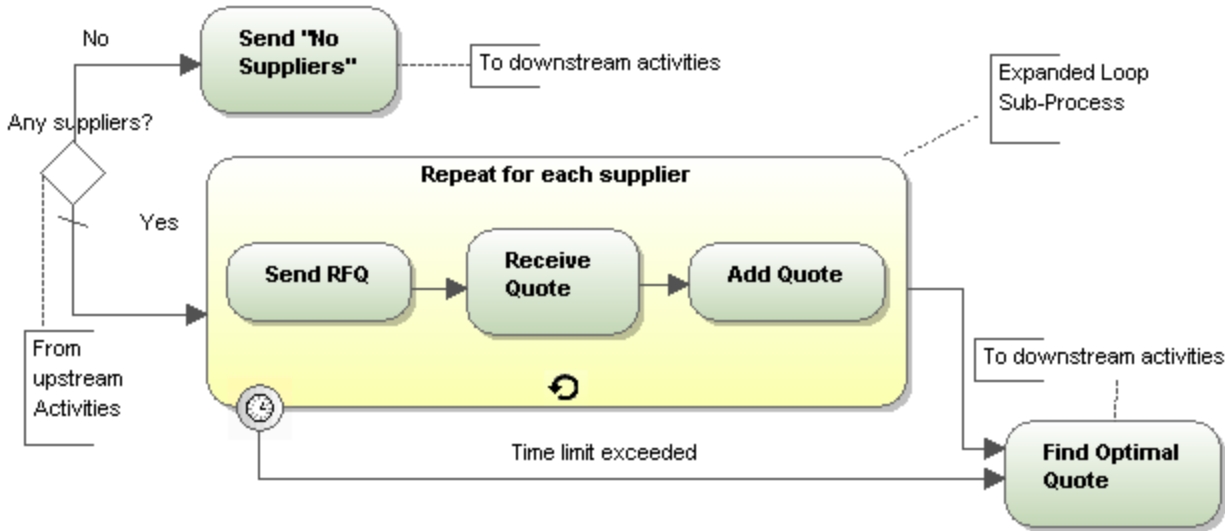 No
Send "No
Suppliers"
To downstream activities
Expanded Loop
Sub-Process
Any suppliers?
Repeat for each supplier
Yes
Send RFQ
Receive
Quote
Add Quote
From
upstream
Activities
To downstream activities
Time limit exceeded
Find Optimal
Quote